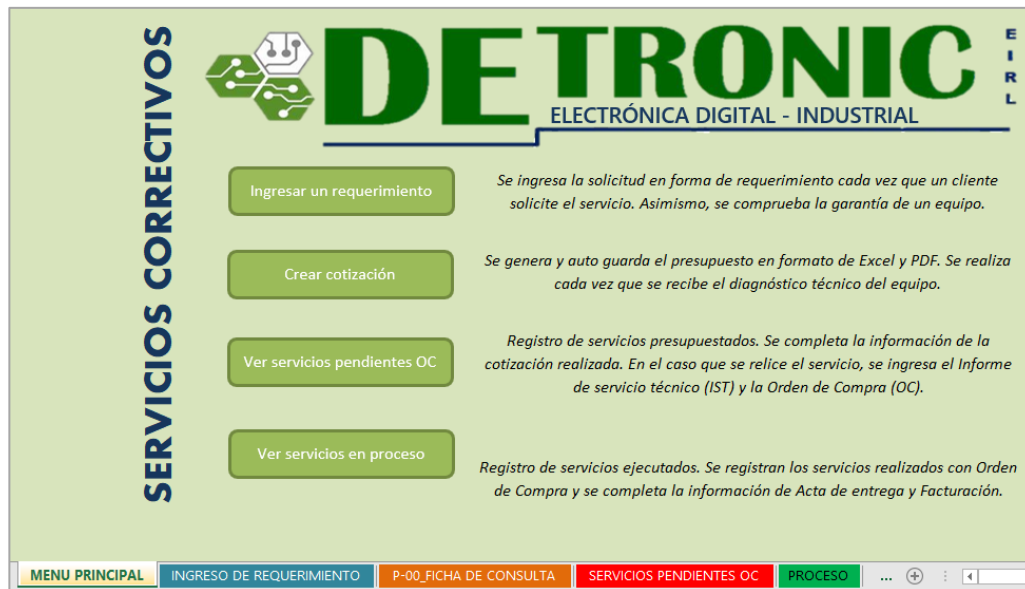 SERVICIOS CORRECTIVOS
DETRONIC
EIRL
ELECTRÓNICA DIGITAL - INDUSTRIAL
Ingresar un requerimiento
Se ingresa la solicitud en forma de requerimiento cada vez que un cliente
solicite el servicio. Asimismo, se comprueba la garantía de un equipo.
Crear cotización
Se genera y auto guarda el presupuesto en formato de Excel y PDF. Se realiza
cada vez que se recibe el diagnóstico técnico del equipo.
Ver servicios pendientes OC
Registro de servicios presupuestados. Se completa la información de la
cotización realizada. En el caso que se relice el servicio, se ingresa el Informe
de servicio técnico (IST) y la Orden de Compra (OC).
Ver servicios en proceso
Registro de servicios ejecutados. Se registran los servicios realizados con Orden
de Compra y se completa la información de Acta de entrega y Facturación.
MENU PRINCIPAL INGRESO DE REQUERIMIENTO P-00_FICHA DE CONSULTA SERVICIOS PENDIENTES OC PROCESO ...